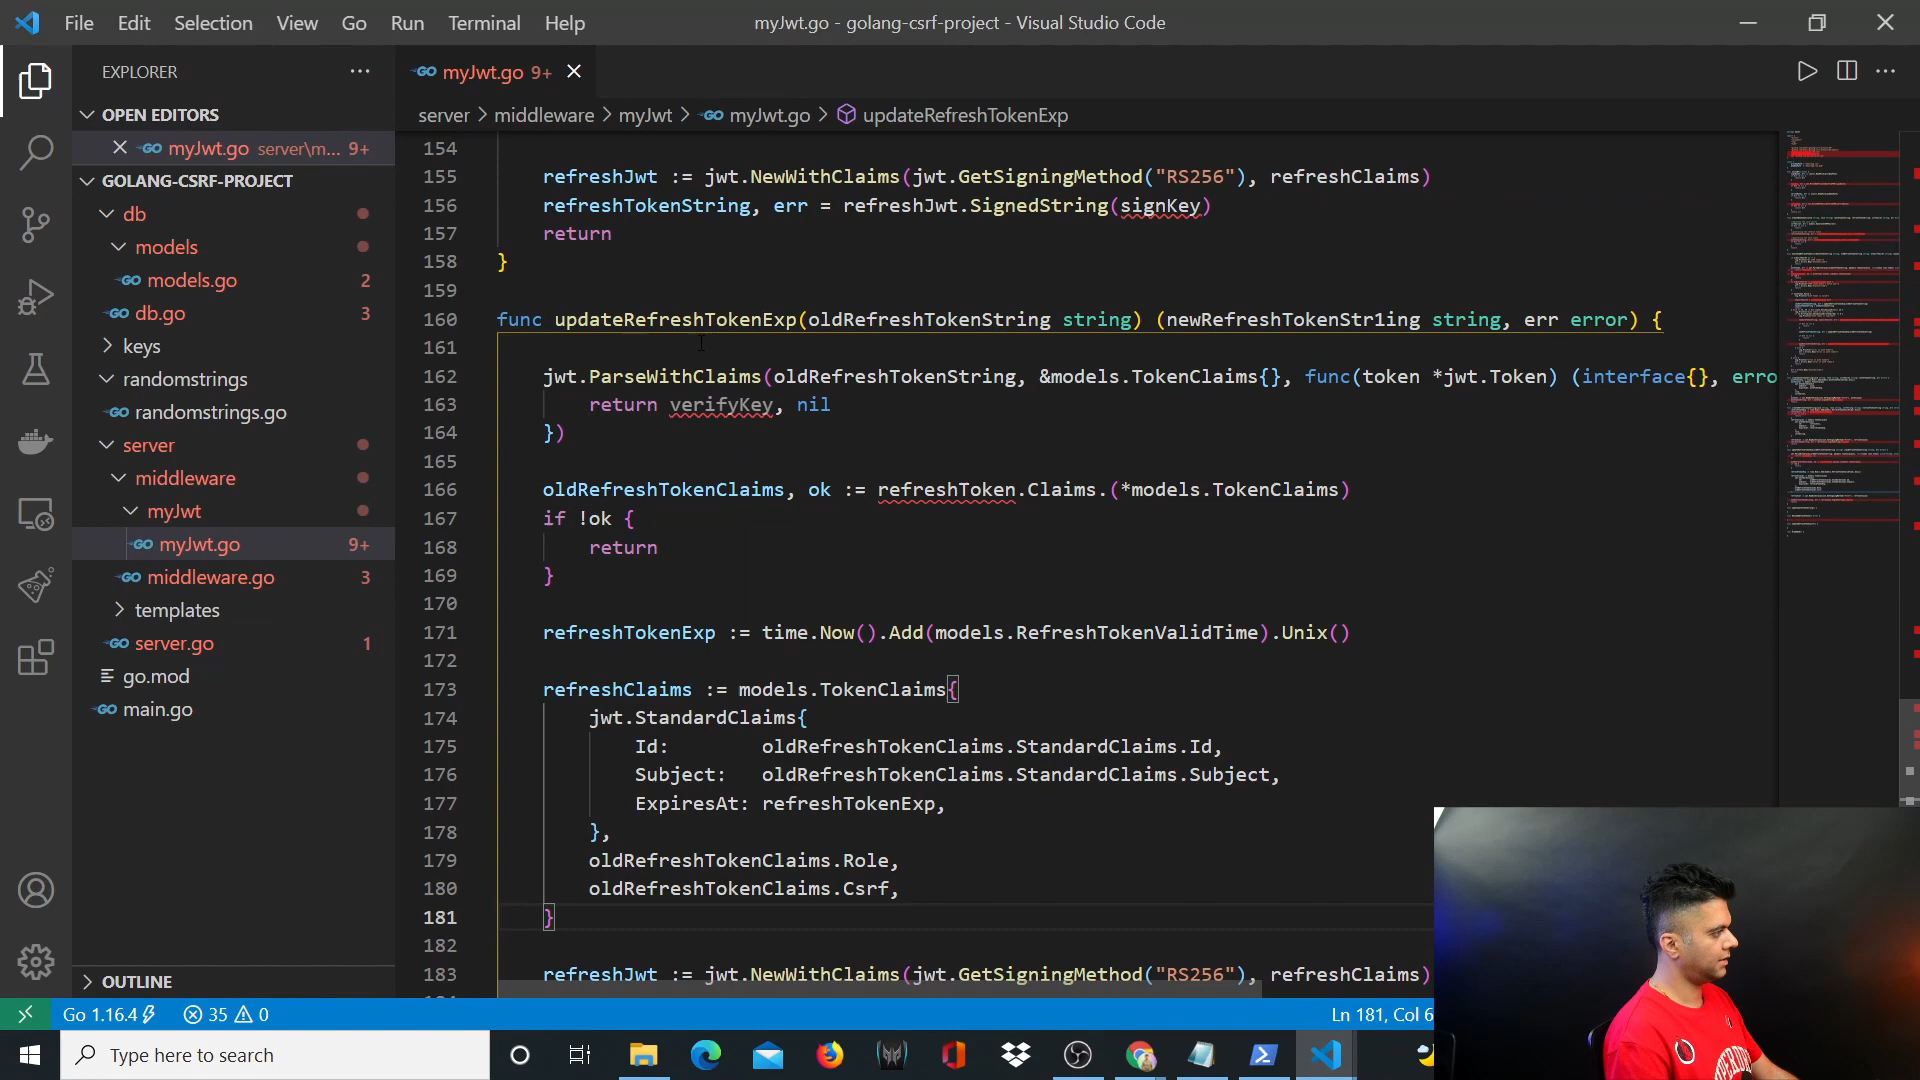 File Edit Selection View Go Run Terminal Help
myJwt.go - golang-csrf-project - Visual Studio Code
EXPLORER
OPEN EDITORS
myJwt.go server\m... 9+
GOLANG-CSRF-PROJECT
db
models
models.go 2
db.go 3
keys
randomstrings
randomstrings.go
server
middleware
myJwt
myJwt.go 9+
middleware.go 3
templates
server.go 1
go.mod
main.go
OUTLINE
myJwt.go 9+
server > middleware > myJwt > myJwt.go > updateRefreshTokenExp
154
155 refreshJwt := jwt.NewWithClaims(jwt.GetSigningMethod("RS256"), refreshClaims)
156 refreshTokenString, err = refreshJwt.SignedString(signKey)
157 return
158 }
159
160 func updateRefreshTokenExp(oldRefreshTokenString string) (newRefreshTokenStr1ing string, err error) {
161
162 jwt.ParseWithClaims(oldRefreshTokenString, &models.TokenClaims{}, func(token *jwt.Token) (interface{}, erro
163 return verifyKey, nil
164 })
165
166 oldRefreshTokenClaims, ok := refreshToken.Claims.(*models.TokenClaims)
167 if !ok {
168 return
169 }
170
171 refreshTokenExp := time.Now().Add(models.RefreshTokenValidTime).Unix()
172
173 refreshClaims := models.TokenClaims{
174 jwt.StandardClaims{
175 Id: oldRefreshTokenClaims.StandardClaims.Id,
176 Subject: oldRefreshTokenClaims.StandardClaims.Subject,
177 ExpiresAt: refreshTokenExp,
178 },
179 oldRefreshTokenClaims.Role,
180 oldRefreshTokenClaims.Csrf,
181 }
182
183 refreshJwt := jwt.NewWithClaims(jwt.GetSigningMethod("RS256"), refreshClaims)
Go 1.16.4 35 0
Ln 181, Col 6
Type here to search